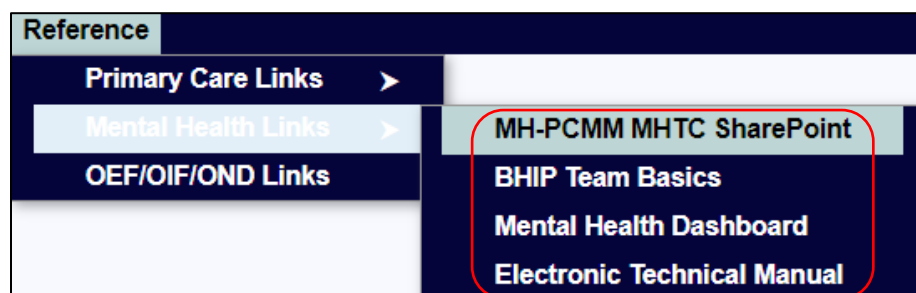 Reference
Primary Care Links ➤
Mental Health Links ➤
OEF/OIF/OND Links
MH-PCMM MHTC SharePoint
BHIP Team Basics
Mental Health Dashboard
Electronic Technical Manual